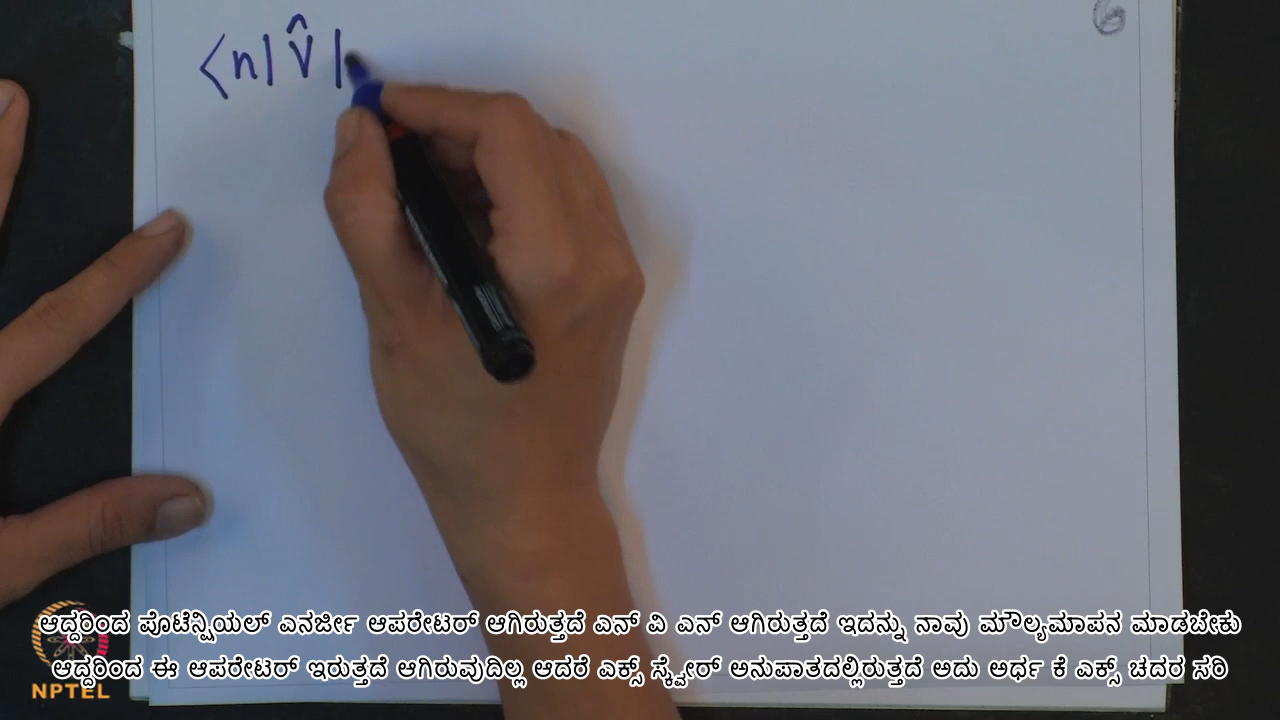 6
⟨n| V̂ |
ಆದ್ದರಿಂದ ಪೊಟೆನ್ಷಿಯಲ್ ಎನರ್ಜೀ ಆಪರೇಟರ್ ಆಗಿರುತ್ತದೆ ಎನ್ ವಿ ಎನ್ ಆಗಿರುತ್ತದೆ ಇದನ್ನು ನಾವು ಮೌಲ್ಯಮಾಪನ ಮಾಡಬೇಕು
ಆದ್ದರಿಂದ ಈ ಆಪರೇಟರ್ ಇರುತ್ತದೆ ಆಗಿರುವುದಿಲ್ಲ ಆದರೆ ಎಕ್ಸ್ ಸ್ಕ್ವೇರ್ ಅನುಪಾತದಲ್ಲಿರುತ್ತದೆ ಅದು ಅರ್ಧ ಕೆ ಎಕ್ಸ್ ಚದರ ಸರಿ
NPTEL